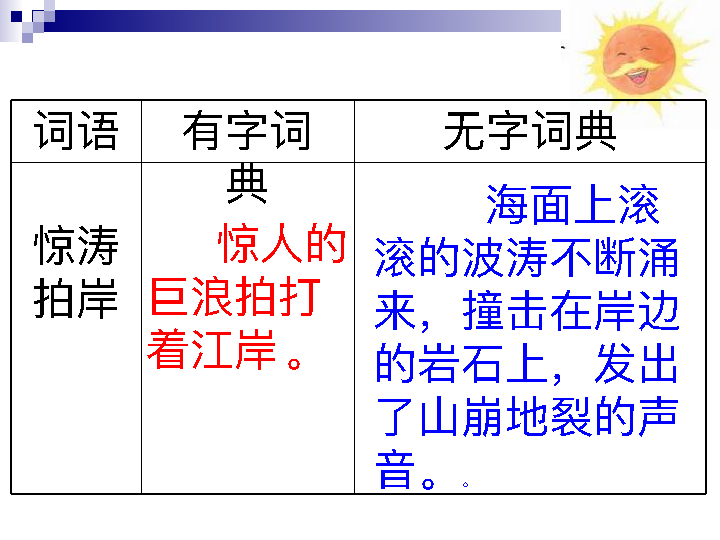 词语
有字词
典
无字词典
惊涛
拍岸
惊人的
巨浪拍打
着江岸。
海面上滚
滚的波涛不断涌
来，撞击在岸边
的岩石上，发出
了山崩地裂的声
音。。